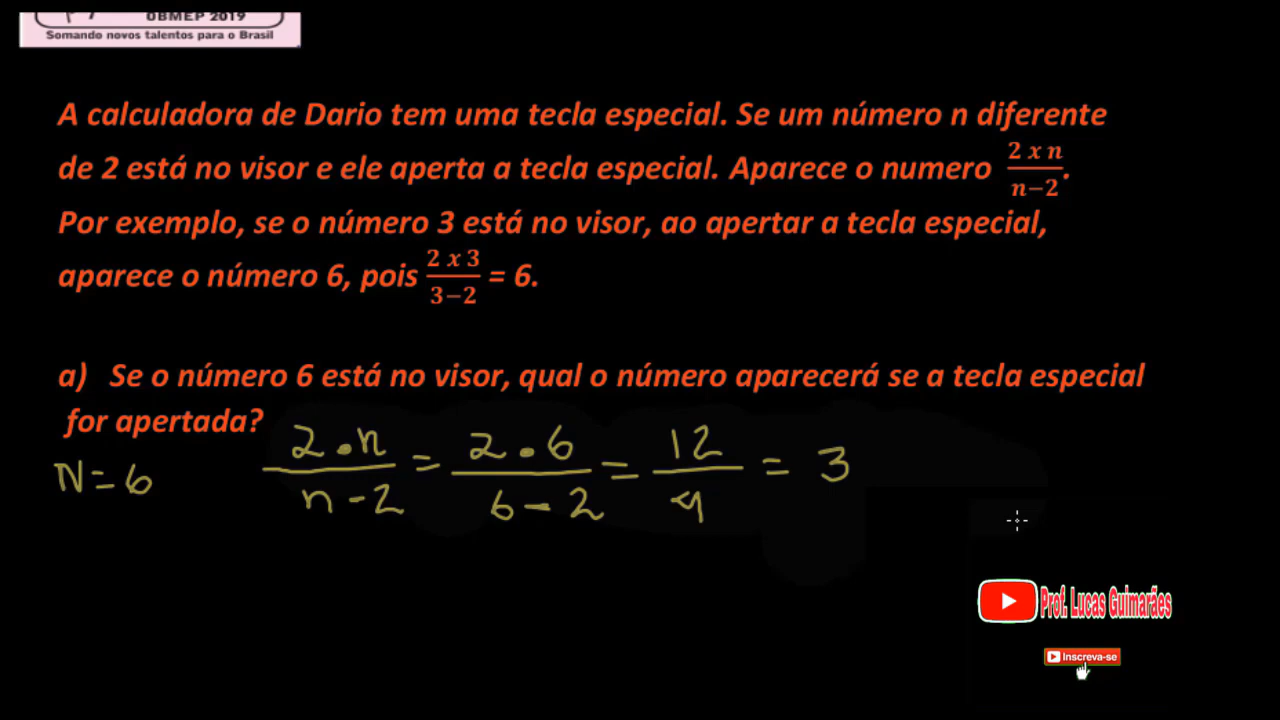 OBMEP 2019
Somando novos talentos para o Brasil
A calculadora de Dario tem uma tecla especial. Se um número n diferente
de 2 está no visor e ele aperta a tecla especial. Aparece o numero (2 x n)/(n−2).
Por exemplo, se o número 3 está no visor, ao apertar a tecla especial,
aparece o número 6, pois (2 x 3)/(3−2) = 6.
a) Se o número 6 está no visor, qual o número aparecerá se a tecla especial
for apertada?
N = 6 (2 · n)/(n - 2) = (2 · 6)/(6 - 2) = 12/4 = 3
Prof. Lucas Guimarães
Inscreva-se